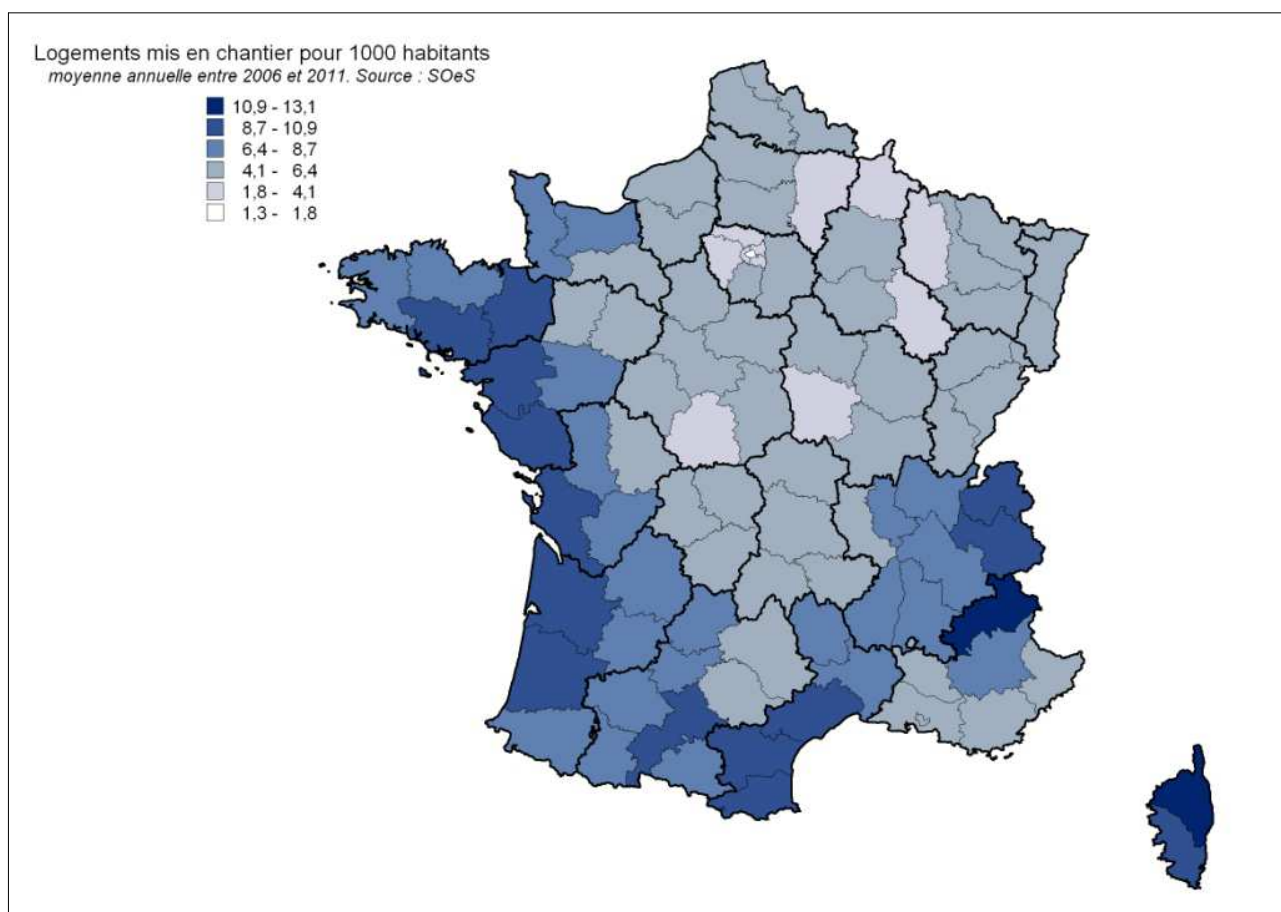 Logements mis en chantier pour 1000 habitants
moyenne annuelle entre 2006 et 2011. Source : SOeS
10,9 - 13,1
8,7 - 10,9
6,4 - 8,7
4,1 - 6,4
1,8 - 4,1
1,3 - 1,8